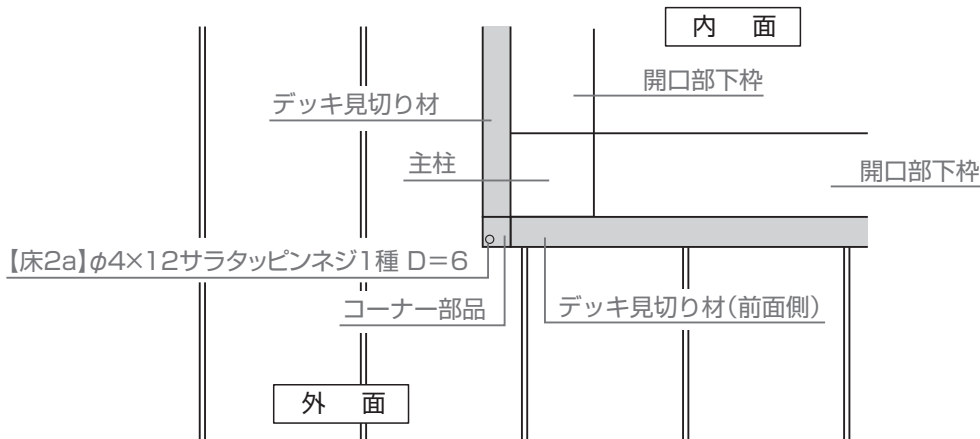 内　面
開口部下枠
デッキ見切り材
主柱
開口部下枠
【床2a】φ4×12サラタッピンネジ1種 D=6
コーナー部品
デッキ見切り材(前面側)
外　面